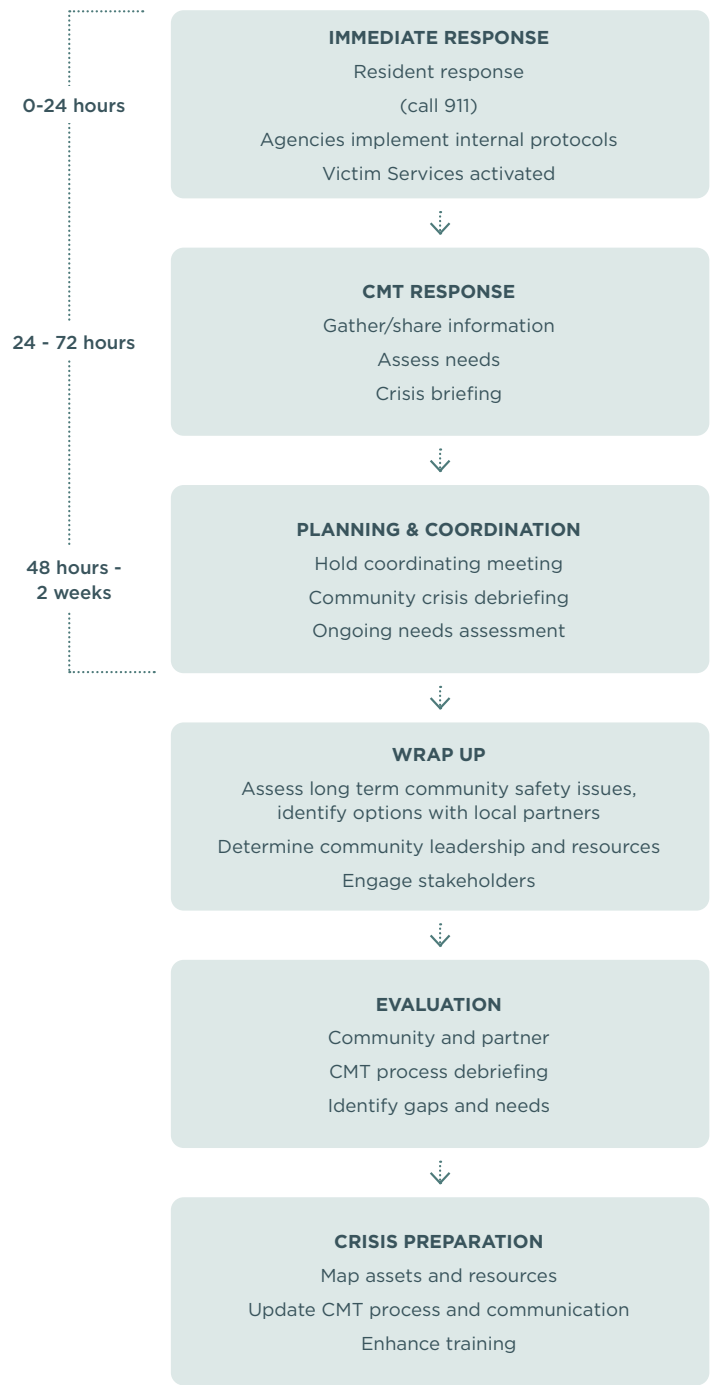 IMMEDIATE RESPONSE
Resident response
(call 911)
Agencies implement internal protocols
Victim Services activated
0-24 hours
CMT RESPONSE
Gather/share information
Assess needs
Crisis briefing
24 - 72 hours
PLANNING & COORDINATION
Hold coordinating meeting
Community crisis debriefing
Ongoing needs assessment
48 hours -
2 weeks
WRAP UP
Assess long term community safety issues,
identify options with local partners
Determine community leadership and resources
Engage stakeholders
EVALUATION
Community and partner
CMT process debriefing
Identify gaps and needs
CRISIS PREPARATION
Map assets and resources
Update CMT process and communication
Enhance training